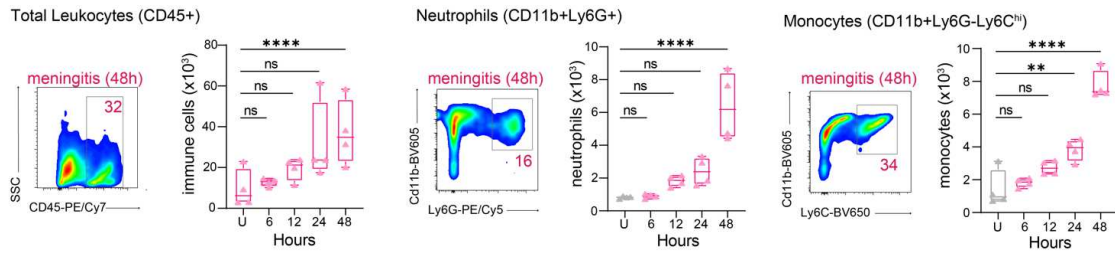 Total Leukocytes (CD45+)
meningitis (48h)
32
SSC
CD45-PE/Cy7
immune cells (x10³)
80
60
40
20
0
****
ns
ns
ns
U 6 12 24 48
Hours
Neutrophils (CD11b+Ly6G+)
meningitis (48h)
16
Cd11b-BV605
Ly6G-PE/Cy5
neutrophils (x10³)
10
8
6
4
2
0
****
ns
ns
ns
U 6 12 24 48
Hours
Monocytes (CD11b+Ly6G-Ly6Cʰⁱ)
meningitis (48h)
34
Cd11b-BV605
Ly6C-BV650
monocytes (x10³)
10
8
6
4
2
0
****
**
ns
ns
U 6 12 24 48
Hours